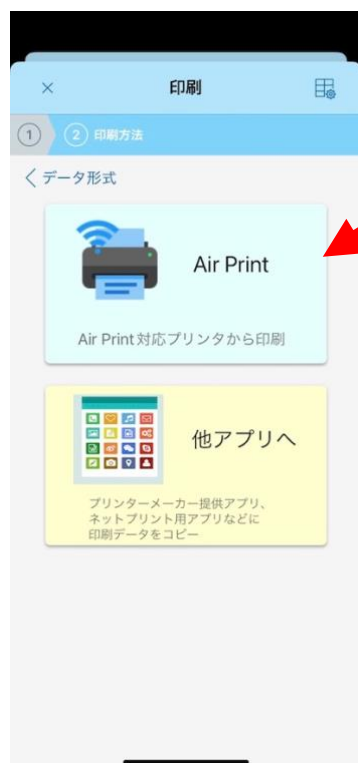 × 印刷
① ② 印刷方法
< データ形式
Air Print
Air Print対応プリンタから印刷
他アプリへ
プリンターメーカー提供アプリ、
ネットプリント用アプリなどに
印刷データをコピー